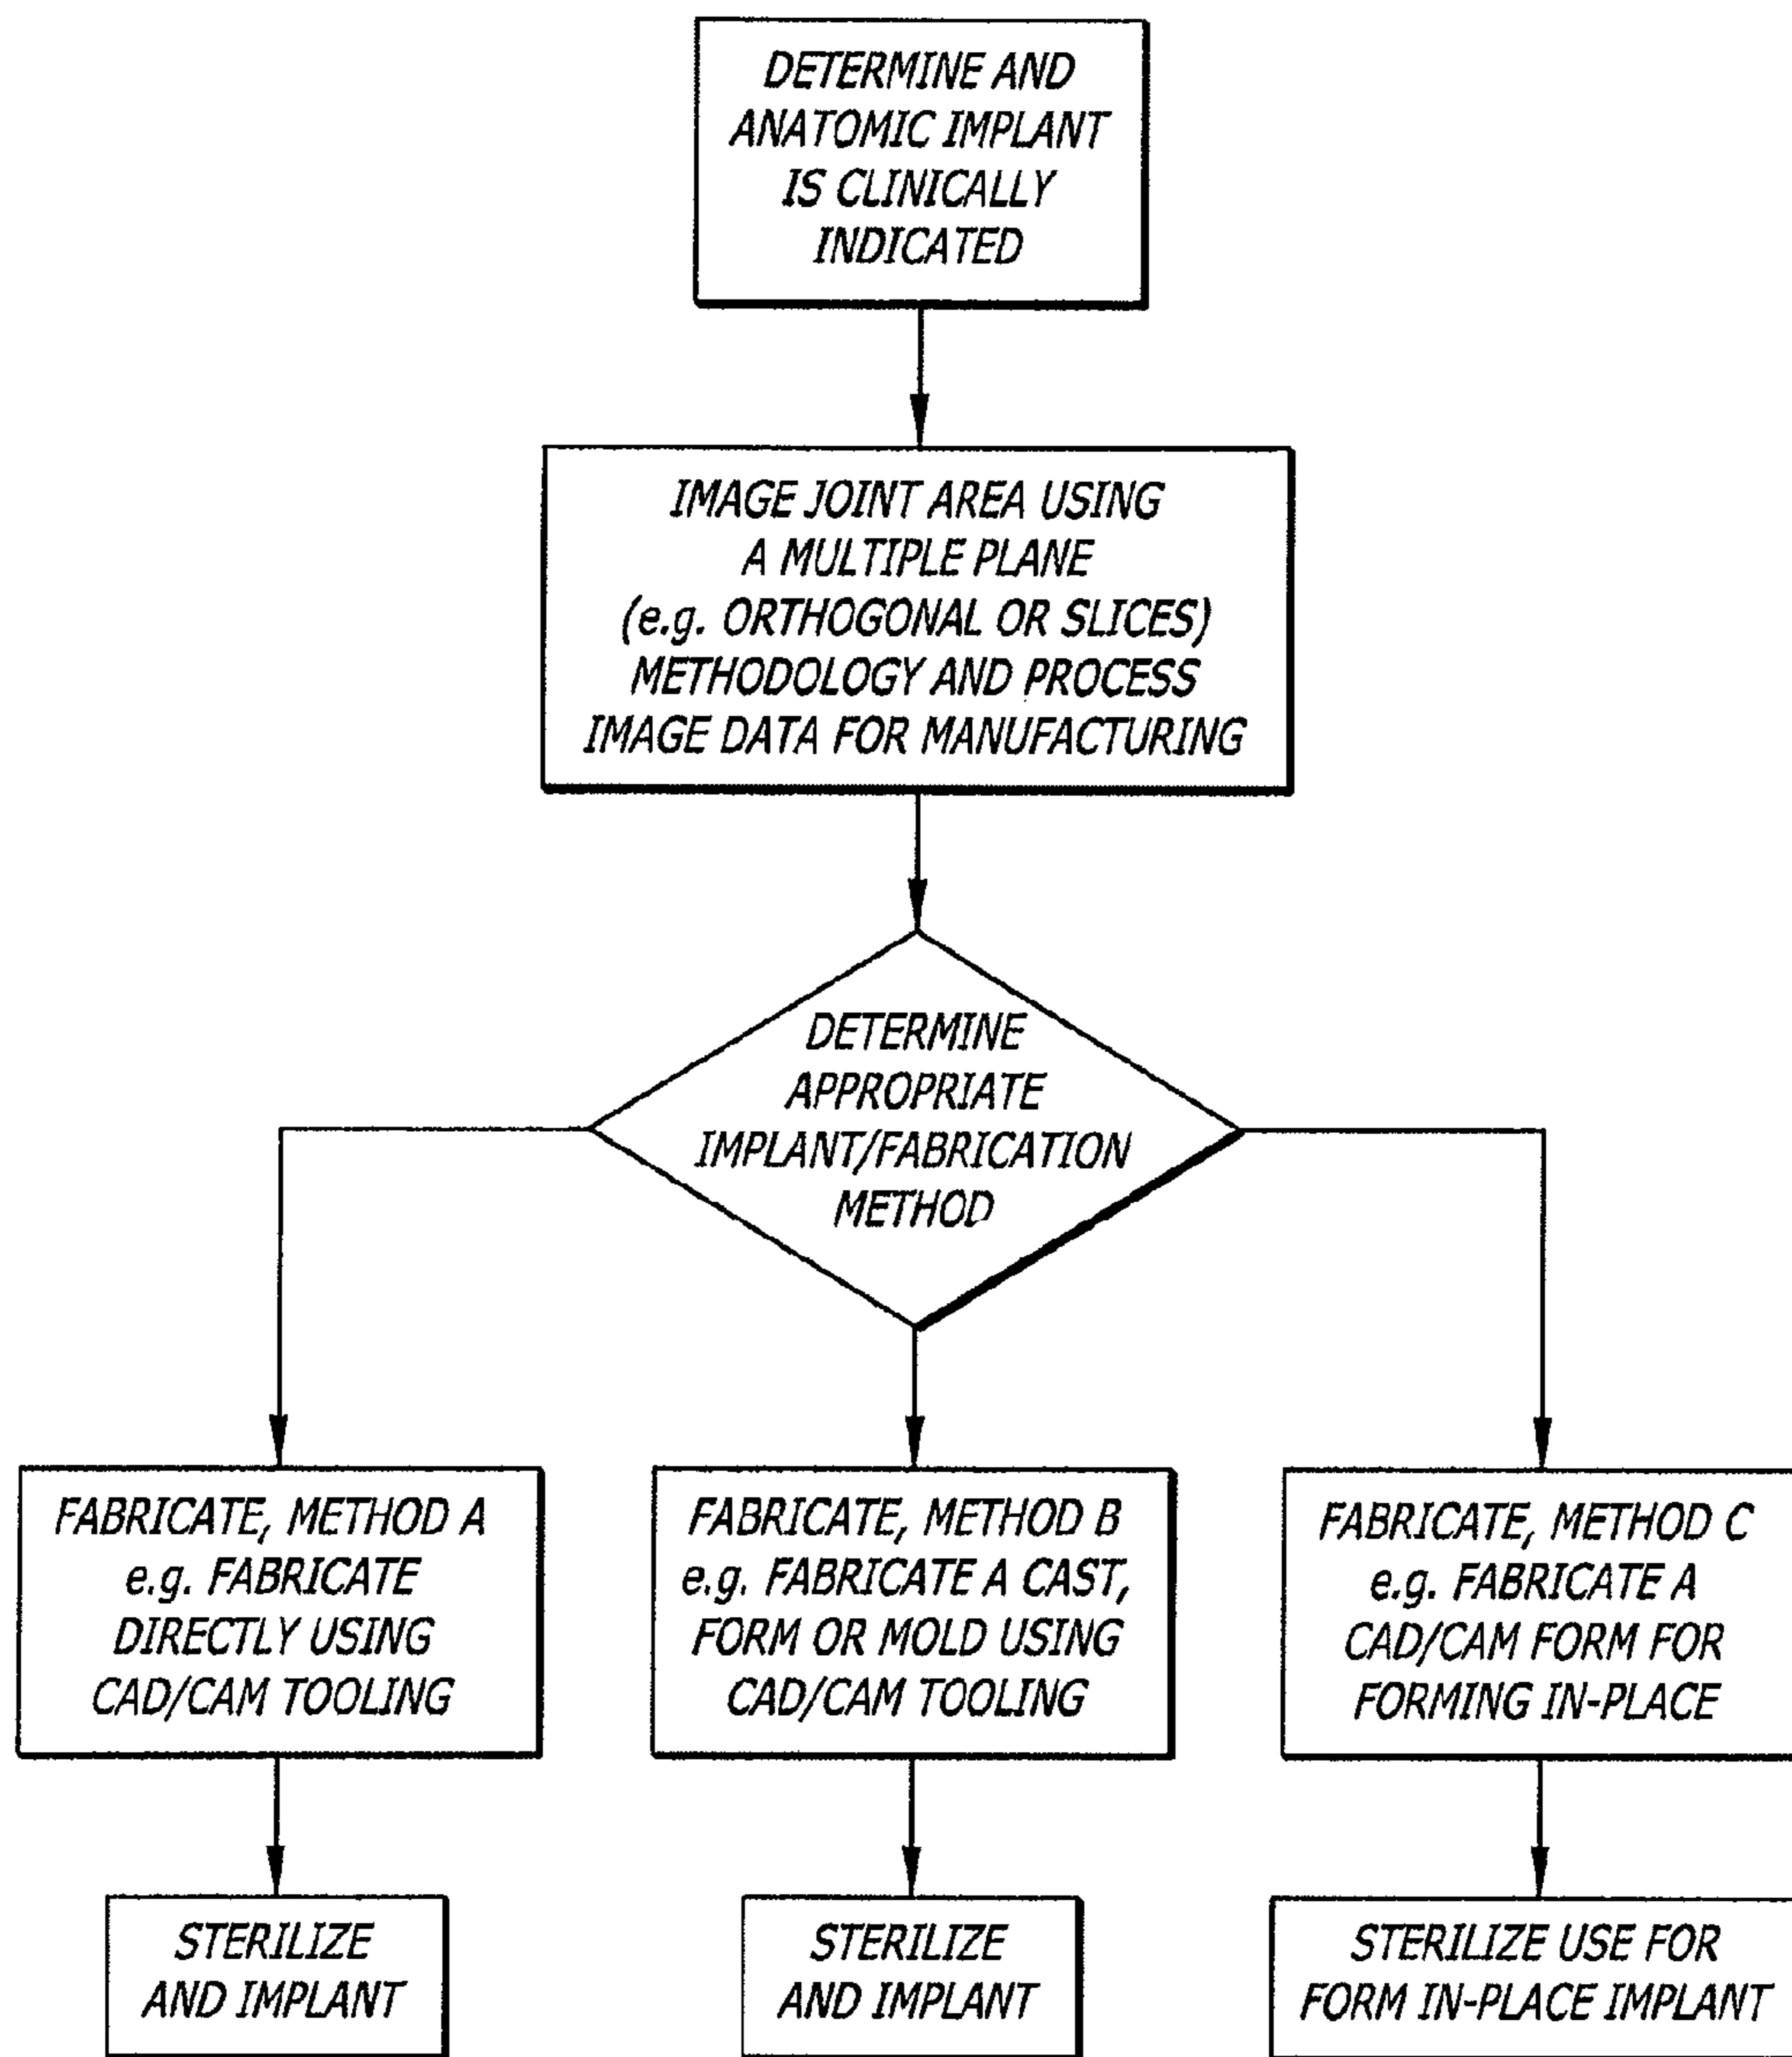 DETERMINE AND
ANATOMIC IMPLANT
IS CLINICALLY
INDICATED
IMAGE JOINT AREA USING
A MULTIPLE PLANE
(e.g. ORTHOGONAL OR SLICES)
METHODOLOGY AND PROCESS
IMAGE DATA FOR MANUFACTURING
DETERMINE
APPROPRIATE
IMPLANT/FABRICATION
METHOD
FABRICATE, METHOD A
e.g. FABRICATE
DIRECTLY USING
CAD/CAM TOOLING
FABRICATE, METHOD B
e.g. FABRICATE A CAST,
FORM OR MOLD USING
CAD/CAM TOOLING
FABRICATE, METHOD C
e.g. FABRICATE A
CAD/CAM FORM FOR
FORMING IN-PLACE
STERILIZE
AND IMPLANT
STERILIZE
AND IMPLANT
STERILIZE USE FOR
FORM IN-PLACE IMPLANT